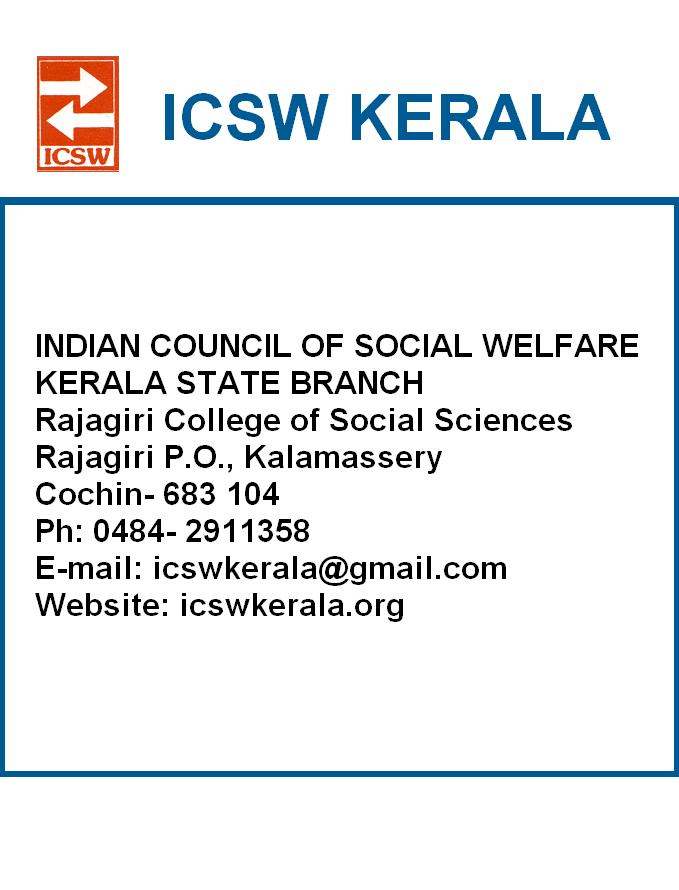 ICSW
ICSW KERALA
INDIAN COUNCIL OF SOCIAL WELFARE
KERALA STATE BRANCH
Rajagiri College of Social Sciences
Rajagiri P.O., Kalamassery
Cochin- 683 104
Ph: 0484- 2911358
E-mail: icswkerala@gmail.com
Website: icswkerala.org